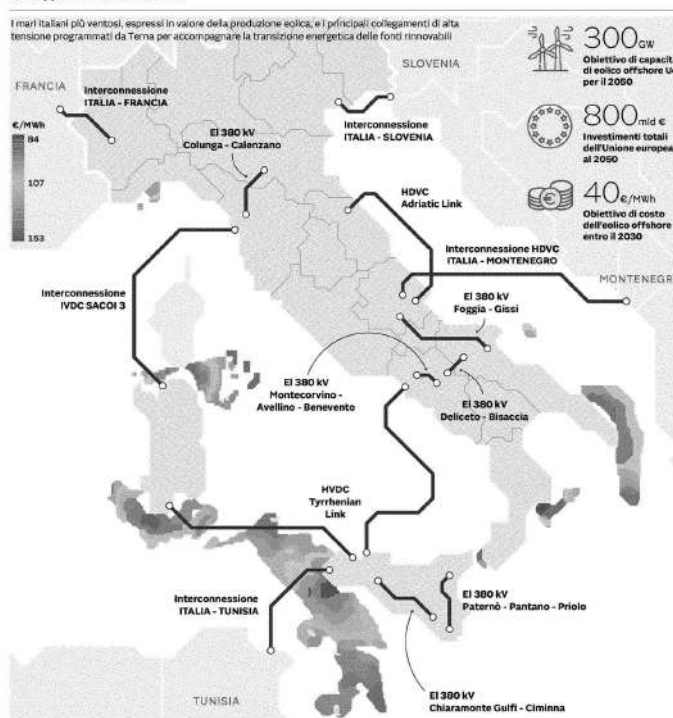 I mari italiani più ventosi, espressi in valore della produzione eolica, e i principali collegamenti di alta
tensione programmati da Terna per accompagnare la transizione energetica delle fonti rinnovabili
FRANCIA
SLOVENIA
€/MWh
84
107
153
Interconnessione
ITALIA - FRANCIA
El 380 kV
Colunga - Calenzano
Interconnessione
ITALIA - SLOVENIA
300GW
Obiettivo di capacit
di eolico offshore U
per il 2050
800mld €
Investimenti totali
dell'Unione europea
al 2050
40€/MWh
Obiettivo di costo
dell'eolico offshore
entro il 2030
HDVC
Adriatic Link
Interconnessione HDVC
ITALIA - MONTENEGRO
MONTENEGR
El 380 kV
Foggia - Gissi
Interconnessione
IVDC SACOI 3
El 380 kV
Montecorvino -
Avellino - Benevento
El 380 kV
Deliceto - Bisaccia
HVDC
Tyrrhenian
Link
Interconnessione
ITALIA - TUNISIA
El 380 kV
Paternò - Pantano - Priolo
El 380 kV
Chiaramonte Gulfi - Ciminna
TUNISIA